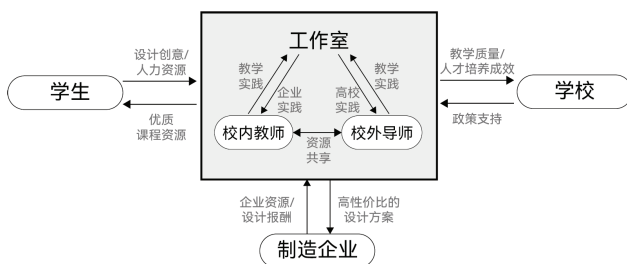 工作室
设计创意/
人力资源
教学质量/
人才培养成效
学生
学校
优质
课程资源
政策支持
教学
实践
企业
实践
高校
实践
教学
实践
校内教师
校外导师
资源
共享
企业资源/
设计报酬
高性价比的
设计方案
制造企业